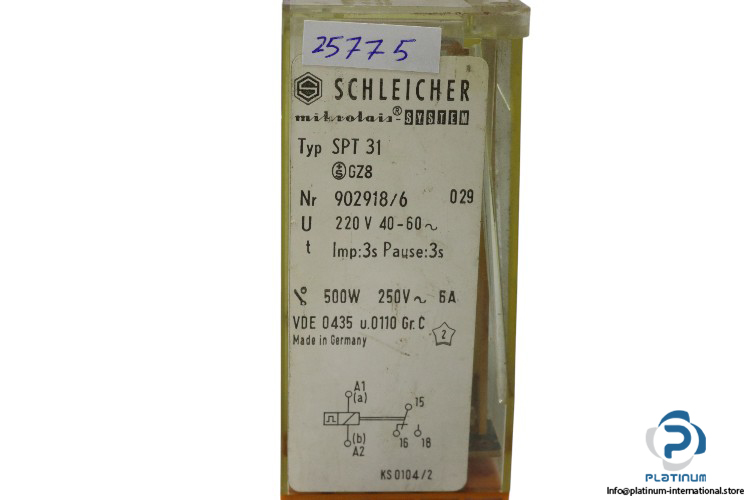 25775
SCHLEICHER
mikrolais®-SYSTEM
Typ SPT 31
S GZ8
Nr 902918/6 029
U 220 V 40-60~
t Imp:3s Pause:3s
500W 250V~ 6A
VDE 0435 u.0110 Gr.C 2
Made in Germany
A1
(a)
15
(b)
16 18
A2
KS 0104/2
PLATINUM
INTERNATIONAL
Info@platinum-international.store